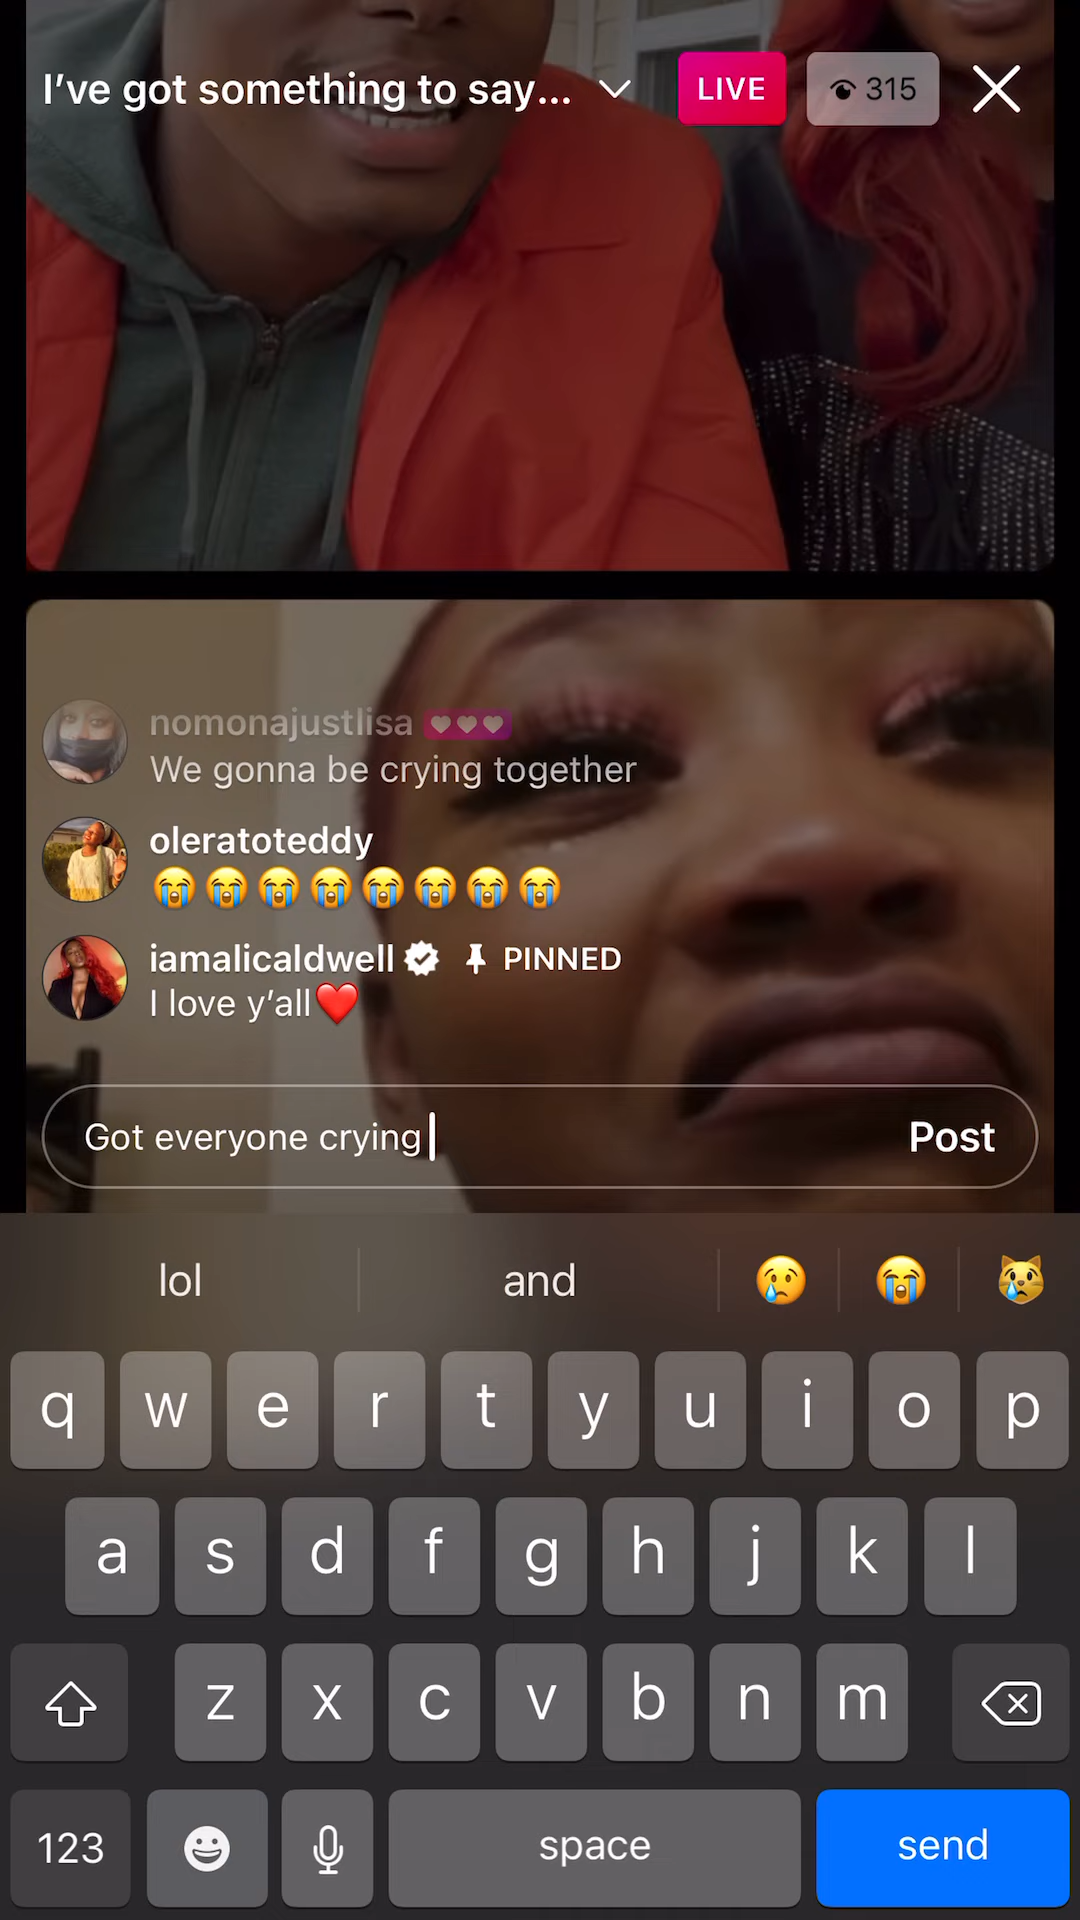 I’ve got something to say...
LIVE
315
nomonajustlisa
We gonna be crying together
oleratoteddy
😭😭😭😭😭😭😭😭
iamalicaldwell PINNED
I love y’all❤️
Got everyone crying
Post
lol and 😢 😭 😿
q w e r t y u i o p
a s d f g h j k l
z x c v b n m
123 space send